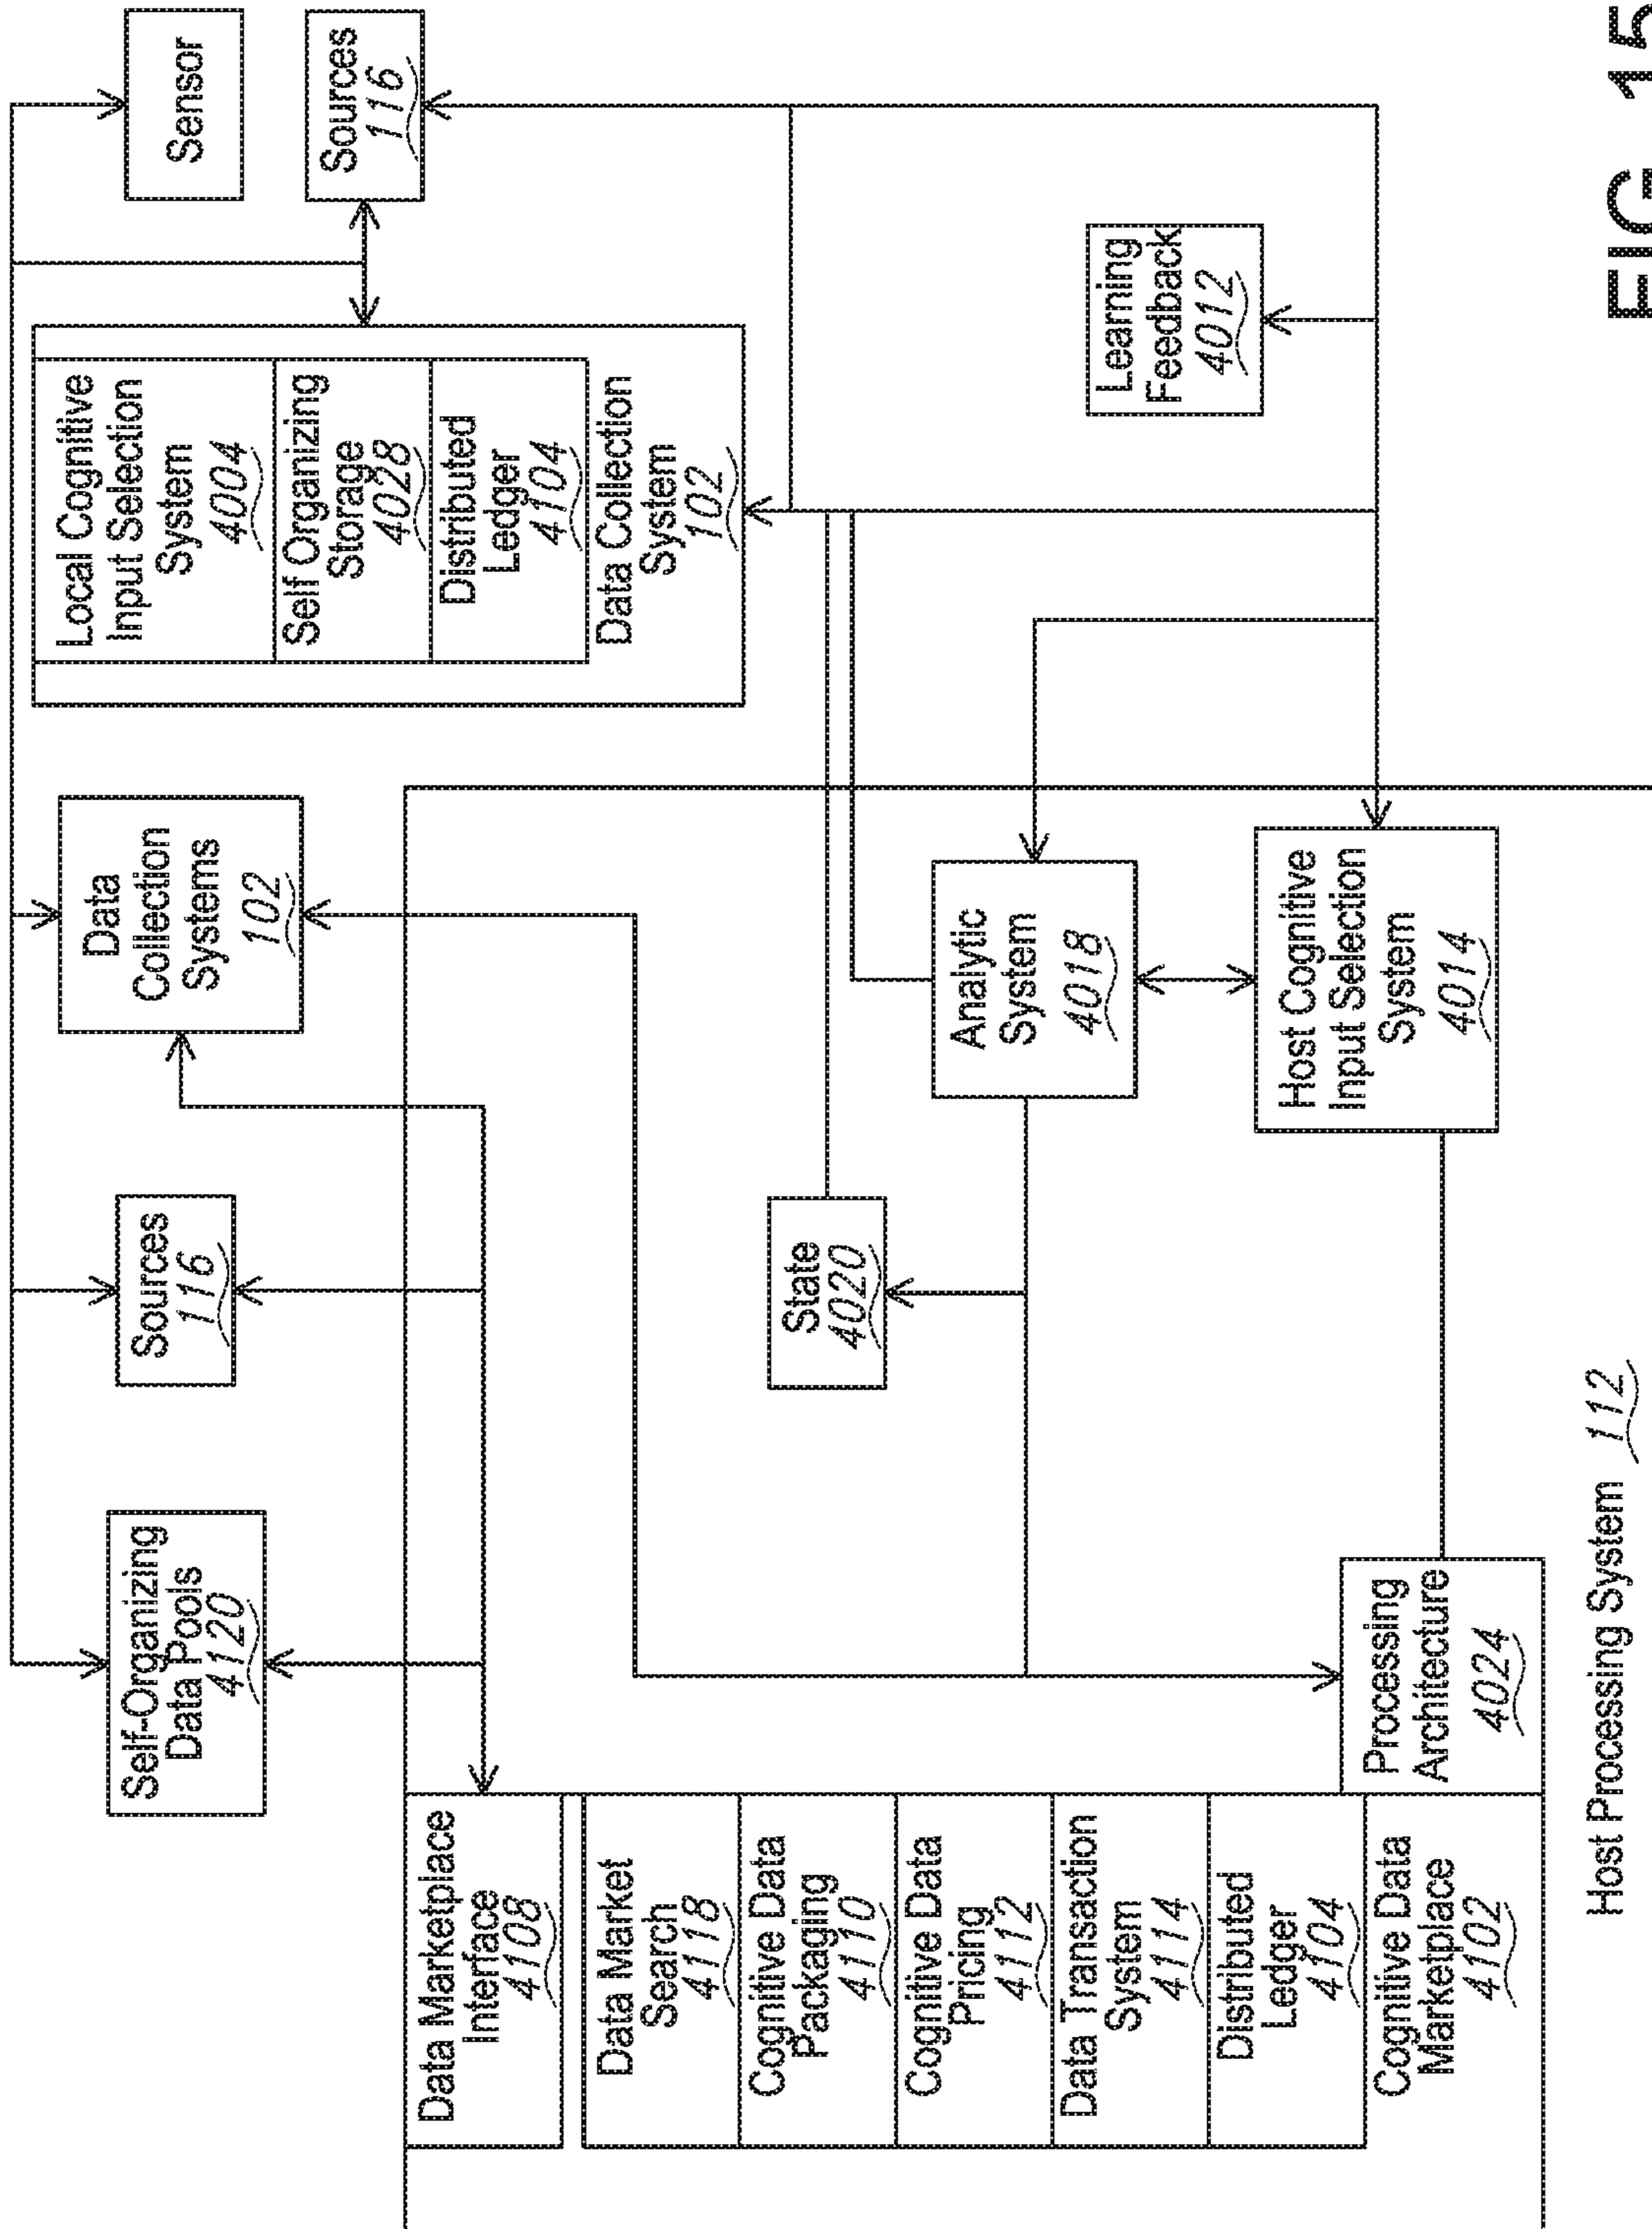 Self-Organizing
Data Pools
4120
Sources
116
Data
Collection
Systems
102
Local Cognitive
Input Selection
System
4004
Self Organizing
Storage
4028
Distributed
Ledger
4104
Data Collection
System
102
Sensor
Sources
116
Data Marketplace
Interface
4108
Data Market
Search
4118
Cognitive Data
Packaging
4110
Cognitive Data
Pricing
4112
Data Transaction
System
4114
Distributed
Ledger
4104
Cognitive Data
Marketplace
4102
State
4020
Analytic
System
4018
Learning
Feedback
4012
Host Cognitive
Input Selection
System
4014
Processing
Architecture
4024
Host Processing System 112
FIG. 15